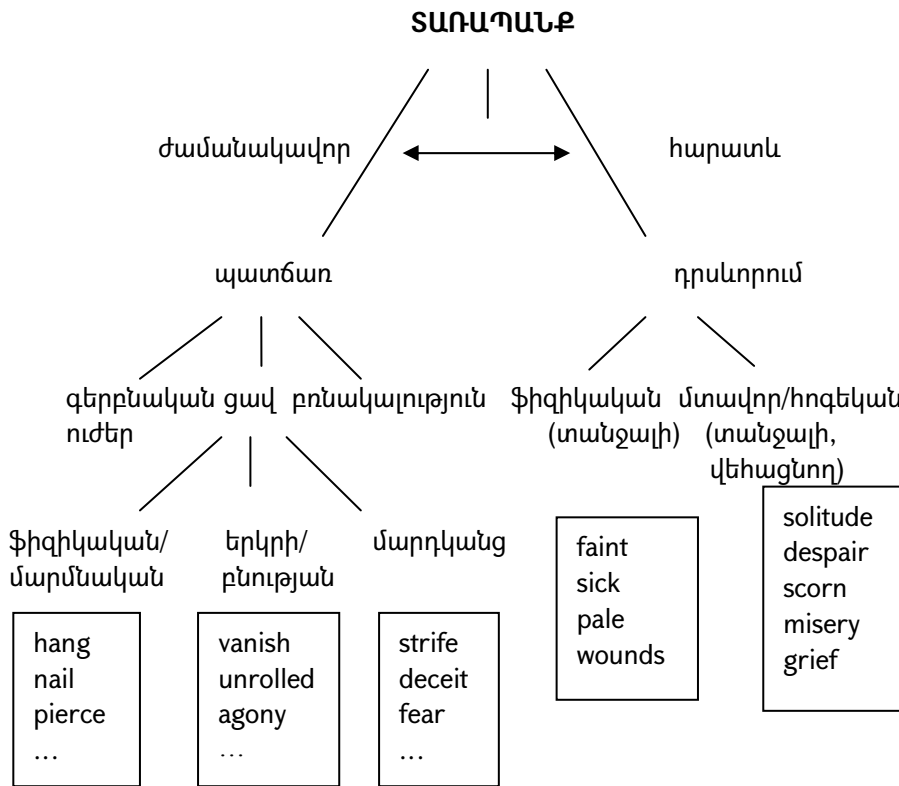 ՏԱՌԱՊԱՆՔ
ժամանակավոր
հարատև
պատճառ
դրսևորում
գերբնական ուժեր
ցավ
բռնակալություն
ֆիզիկական
(տանջալի)
մտավոր/հոգեկան
(տանջալի,
վեհացնող)
ֆիզիկական/
մարմնական
երկրի/
բնության
մարդկանց
hang
nail
pierce
…
vanish
unrolled
agony
…
strife
deceit
fear
…
faint
sick
pale
wounds
solitude
despair
scorn
misery
grief